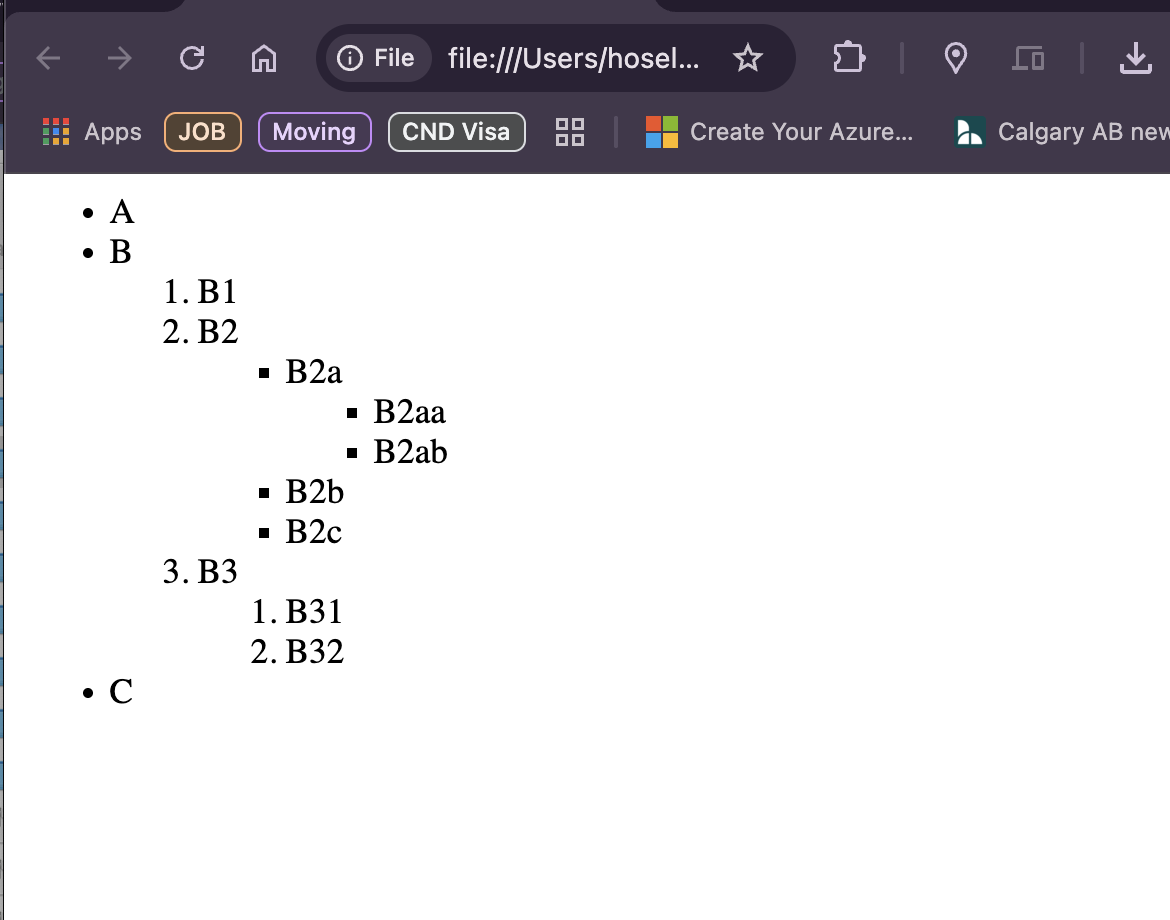 File file:///Users/hosel...
Apps JOB Moving CND Visa Create Your Azure... Calgary AB new
• A
• B
1. B1
2. B2
▪ B2a
▪ B2aa
▪ B2ab
▪ B2b
▪ B2c
3. B3
1. B31
2. B32
• C